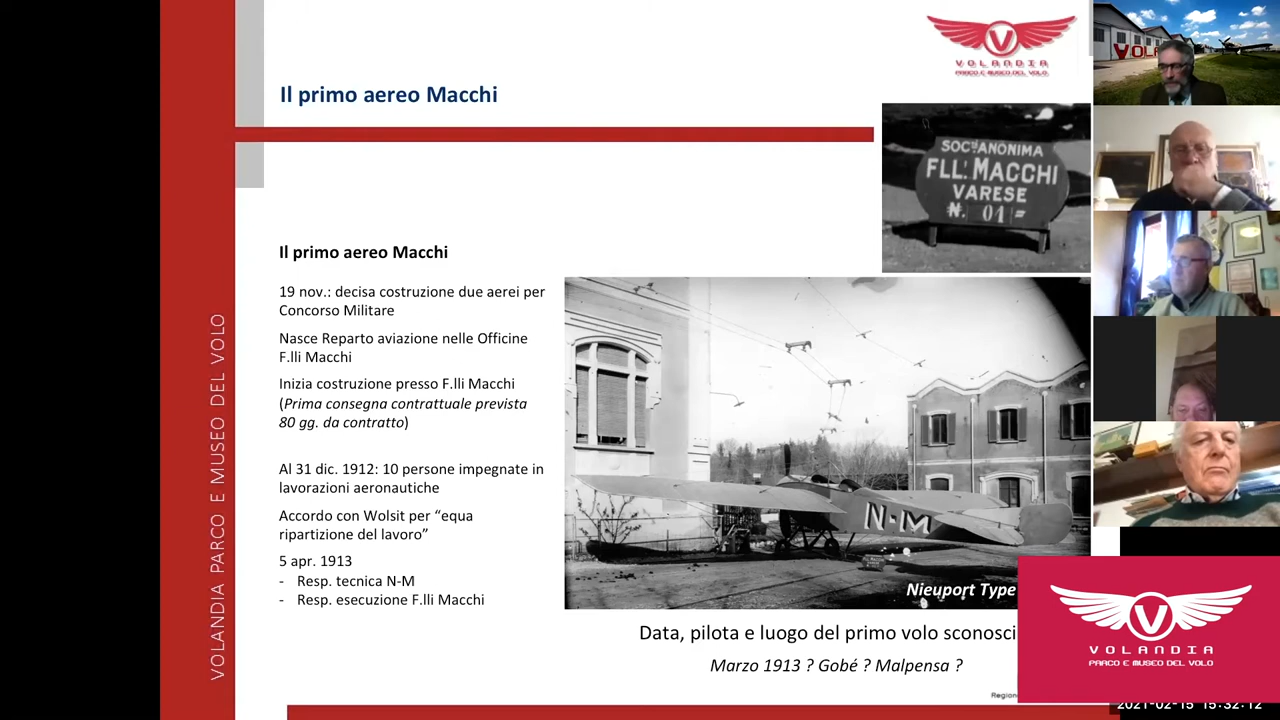 VOLANDIA
PARCO E MUSEO DEL VOLO
Il primo aereo Macchi
SOC.TÀ ANONIMA
FLL.I MACCHI
VARESE
N. 01=
Il primo aereo Macchi
19 nov.: decisa costruzione due aerei per
Concorso Militare
Nasce Reparto aviazione nelle Officine
F.lli Macchi
Inizia costruzione presso F.lli Macchi
(Prima consegna contrattuale prevista
80 gg. da contratto)
Al 31 dic. 1912: 10 persone impegnate in
lavorazioni aeronautiche
Accordo con Wolsit per “equa
ripartizione del lavoro”
5 apr. 1913
- Resp. tecnica N-M
- Resp. esecuzione F.lli Macchi
N-M
Nieuport Type
Data, pilota e luogo del primo volo sconosci
Marzo 1913 ? Gobé ? Malpensa ?
Region
VOLANDIA PARCO E MUSEO DEL VOLO
VOL
VOLANDIA
PARCO E MUSEO DEL VOLO
2021-02-15 15:32:12